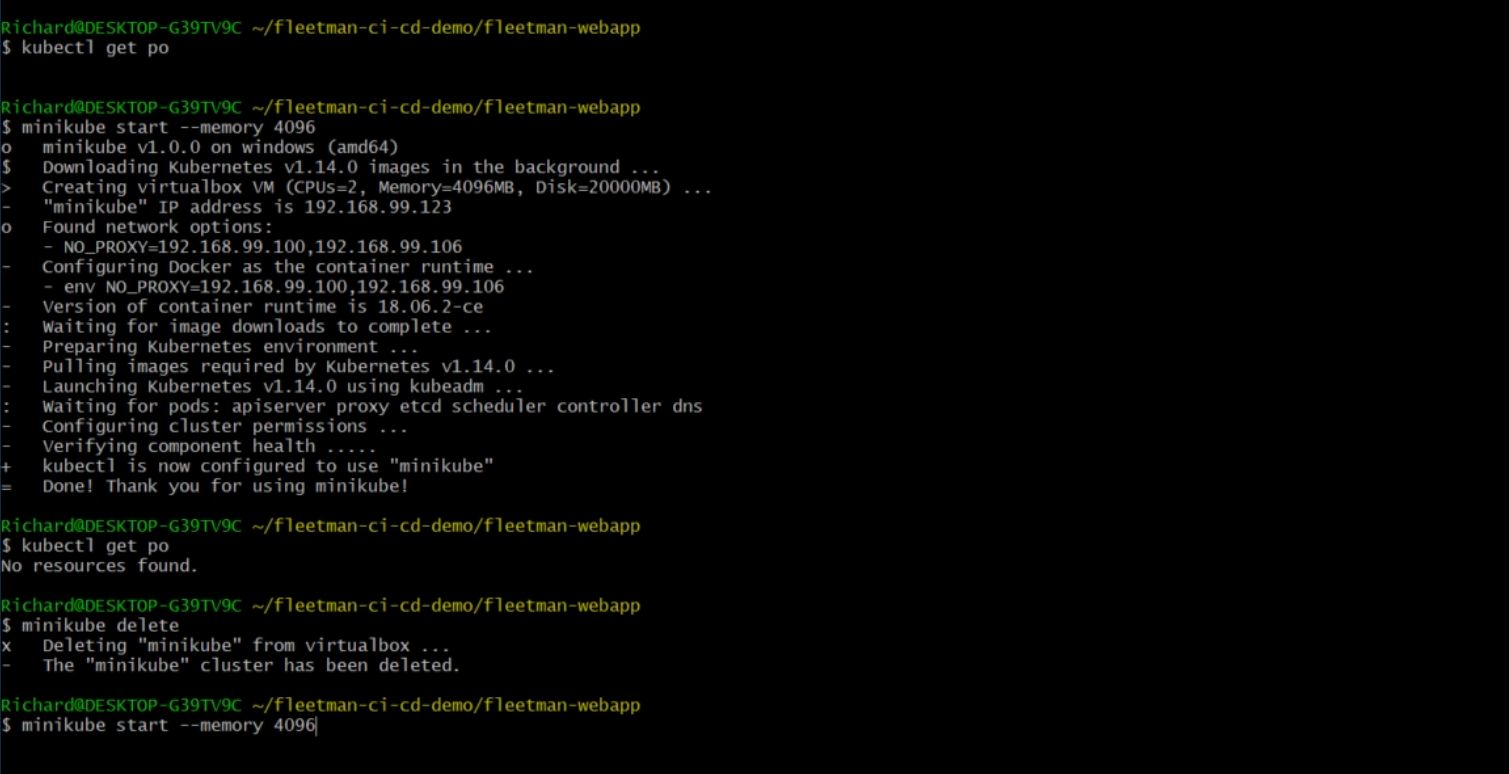 Richard@DESKTOP-G39TV9C ~/fleetman-ci-cd-demo/fleetman-webapp
$ kubectl get po
Richard@DESKTOP-G39TV9C ~/fleetman-ci-cd-demo/fleetman-webapp
$ minikube start --memory 4096
o   minikube v1.0.0 on windows (amd64)
$   Downloading Kubernetes v1.14.0 images in the background ...
>   Creating virtualbox VM (CPUs=2, Memory=4096MB, Disk=20000MB) ...
-   "minikube" IP address is 192.168.99.123
o   Found network options:
    - NO_PROXY=192.168.99.100,192.168.99.106
-   Configuring Docker as the container runtime ...
    - env NO_PROXY=192.168.99.100,192.168.99.106
-   Version of container runtime is 18.06.2-ce
:   Waiting for image downloads to complete ...
-   Preparing Kubernetes environment ...
-   Pulling images required by Kubernetes v1.14.0 ...
-   Launching Kubernetes v1.14.0 using kubeadm ...
:   Waiting for pods: apiserver proxy etcd scheduler controller dns
-   Configuring cluster permissions ...
-   Verifying component health .....
+   kubectl is now configured to use "minikube"
=   Done! Thank you for using minikube!
Richard@DESKTOP-G39TV9C ~/fleetman-ci-cd-demo/fleetman-webapp
$ kubectl get po
No resources found.
Richard@DESKTOP-G39TV9C ~/fleetman-ci-cd-demo/fleetman-webapp
$ minikube delete
x   Deleting "minikube" from virtualbox ...
-   The "minikube" cluster has been deleted.
Richard@DESKTOP-G39TV9C ~/fleetman-ci-cd-demo/fleetman-webapp
$ minikube start --memory 4096